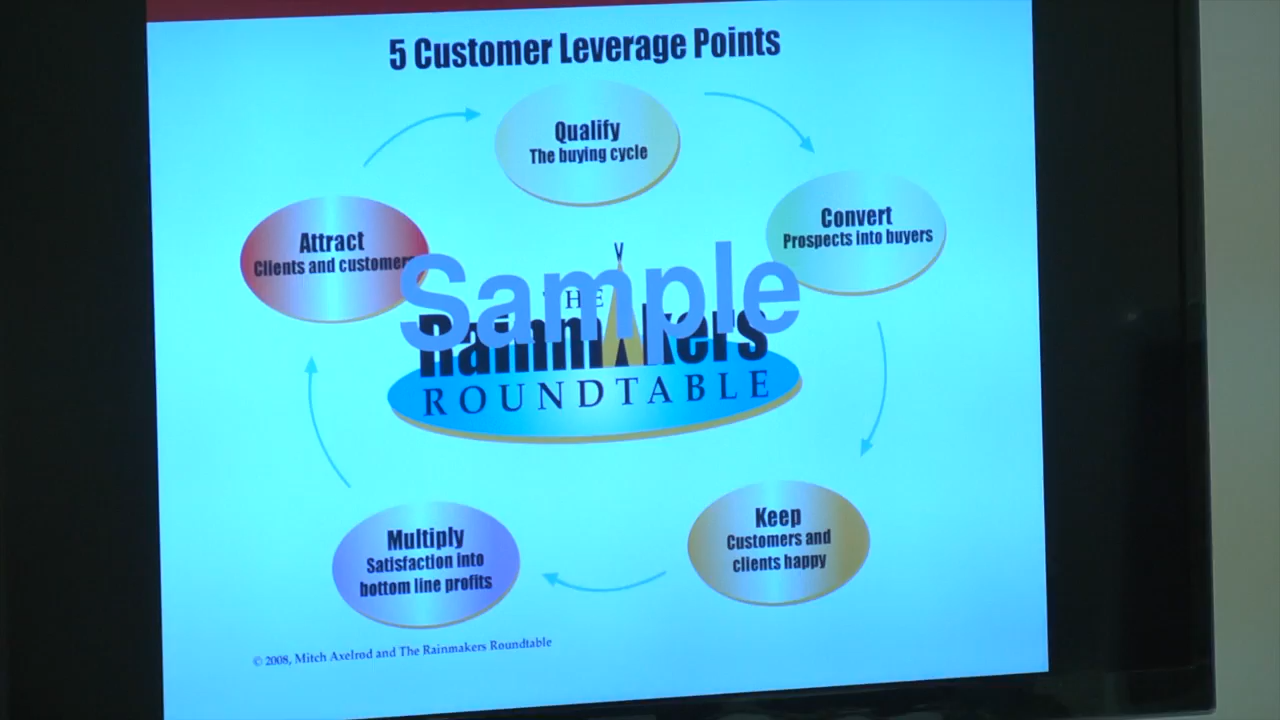 5 Customer Leverage Points
Qualify
The buying cycle
Convert
Prospects into buyers
Attract
Clients and customers
Sample
THE
Rainmakers
ROUNDTABLE
Keep
Customers and
clients happy
Multiply
Satisfaction into
bottom line profits
© 2008, Mitch Axelrod and The Rainmakers Roundtable